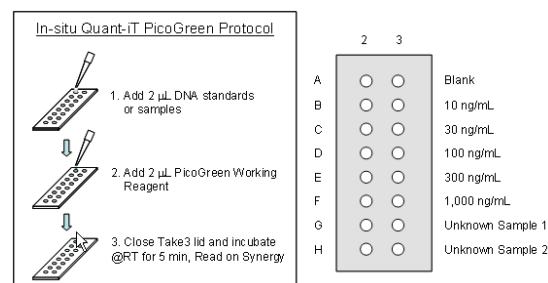 In-situ Quant-iT PicoGreen Protocol
1. Add 2 µL DNA standards
or samples
2. Add 2 µL PicoGreen Working
Reagent
3. Close Take3 lid and incubate
@RT for 5 min, Read on Synergy
2 3
A Blank
B 10 ng/mL
C 30 ng/mL
D 100 ng/mL
E 300 ng/mL
F 1,000 ng/mL
G Unknown Sample 1
H Unknown Sample 2